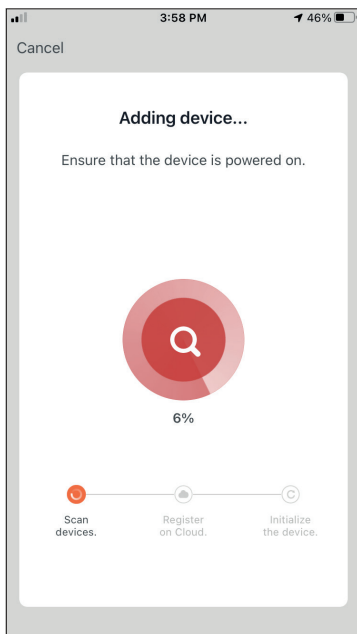 3:58 PM
46%
Cancel
Adding device...
Ensure that the device is powered on.
6%
Scan
devices.
Register
on Cloud.
Initialize
the device.